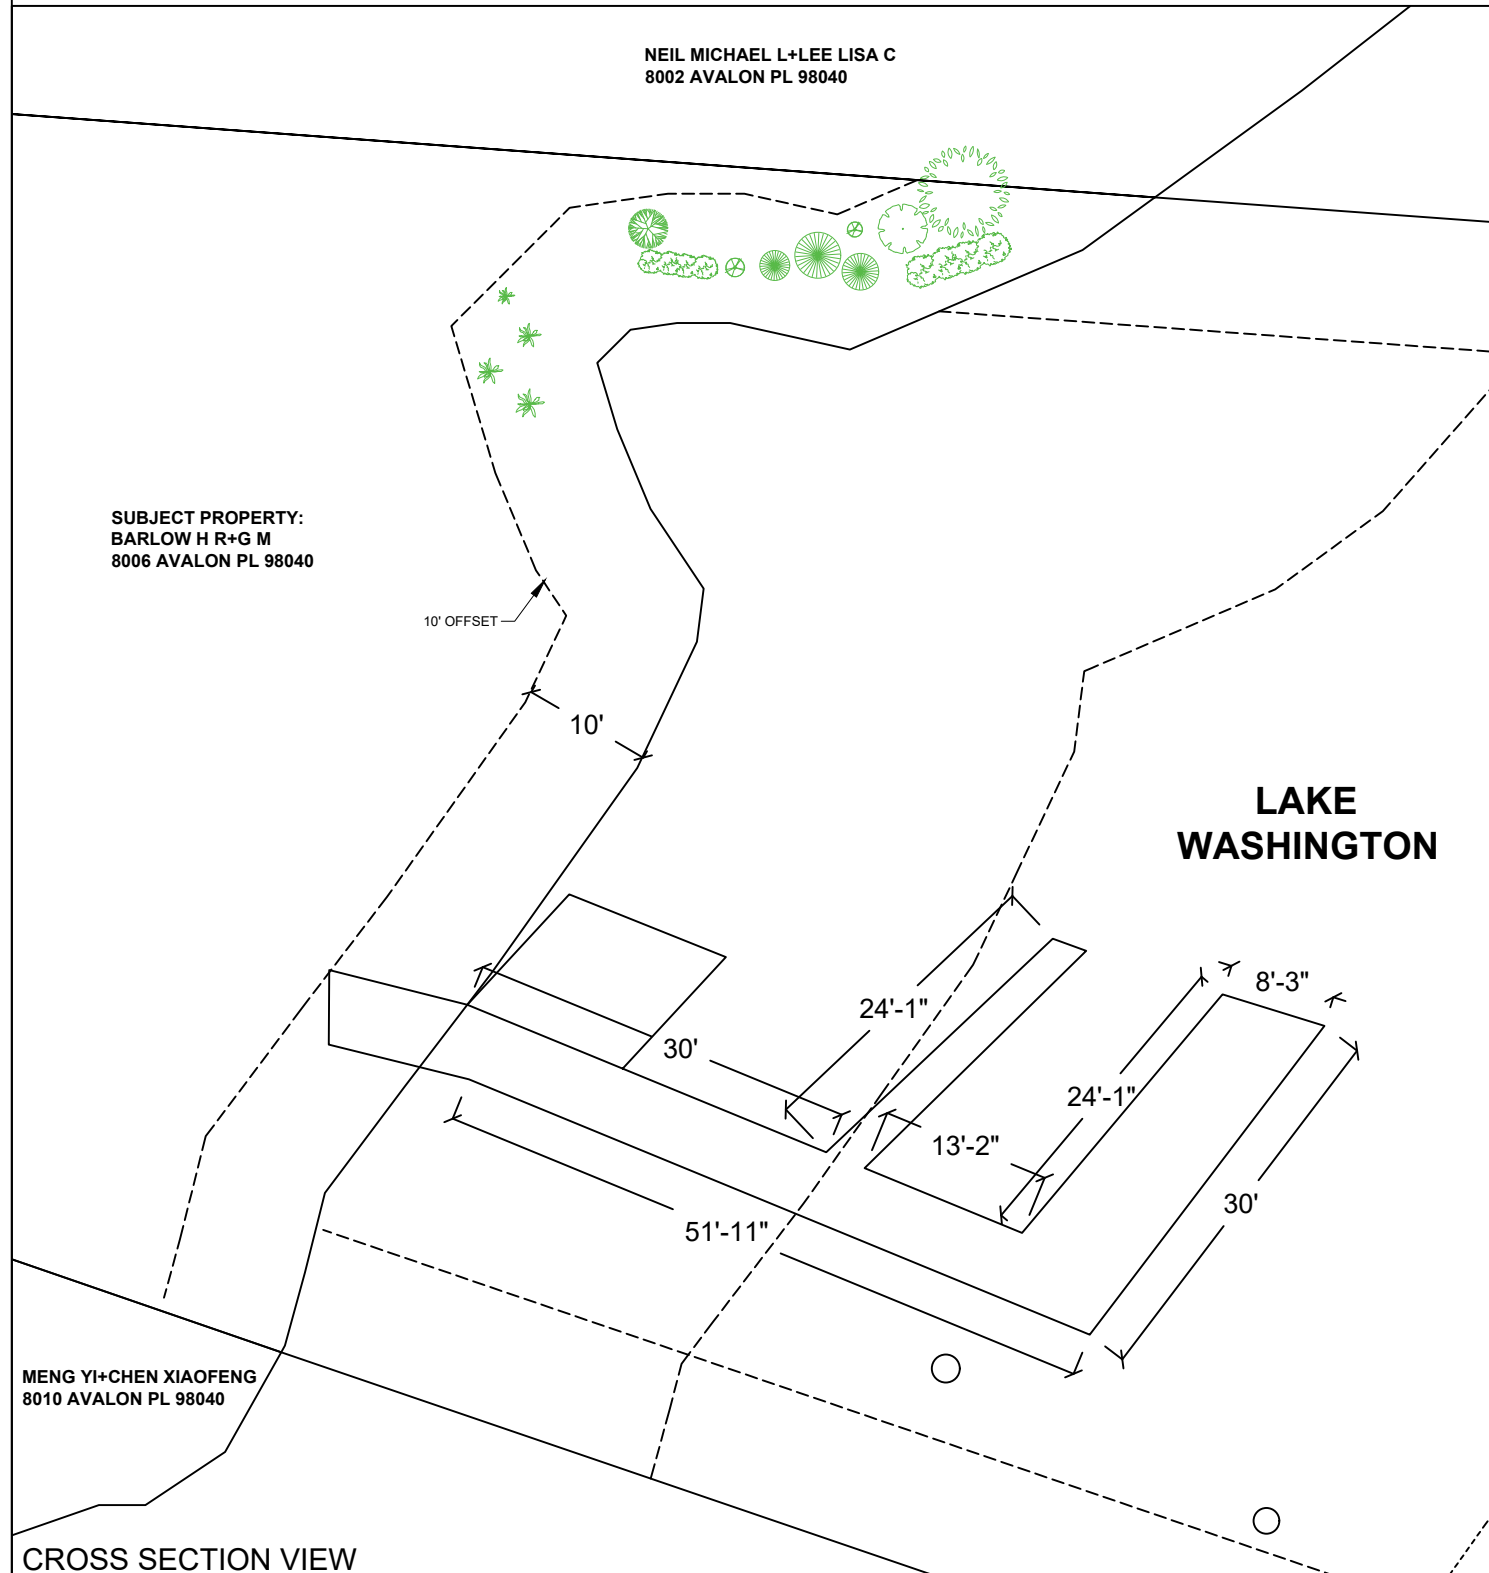 NEIL MICHAEL L+LEE LISA C
8002 AVALON PL 98040
SUBJECT PROPERTY:
BARLOW H R+G M
8006 AVALON PL 98040
10' OFFSET
10'
LAKE
WASHINGTON
8'-3"
24'-1"
30'
24'-1"
13'-2"
30'
51'-11"
MENG YI+CHEN XIAOFENG
8010 AVALON PL 98040
CROSS SECTION VIEW